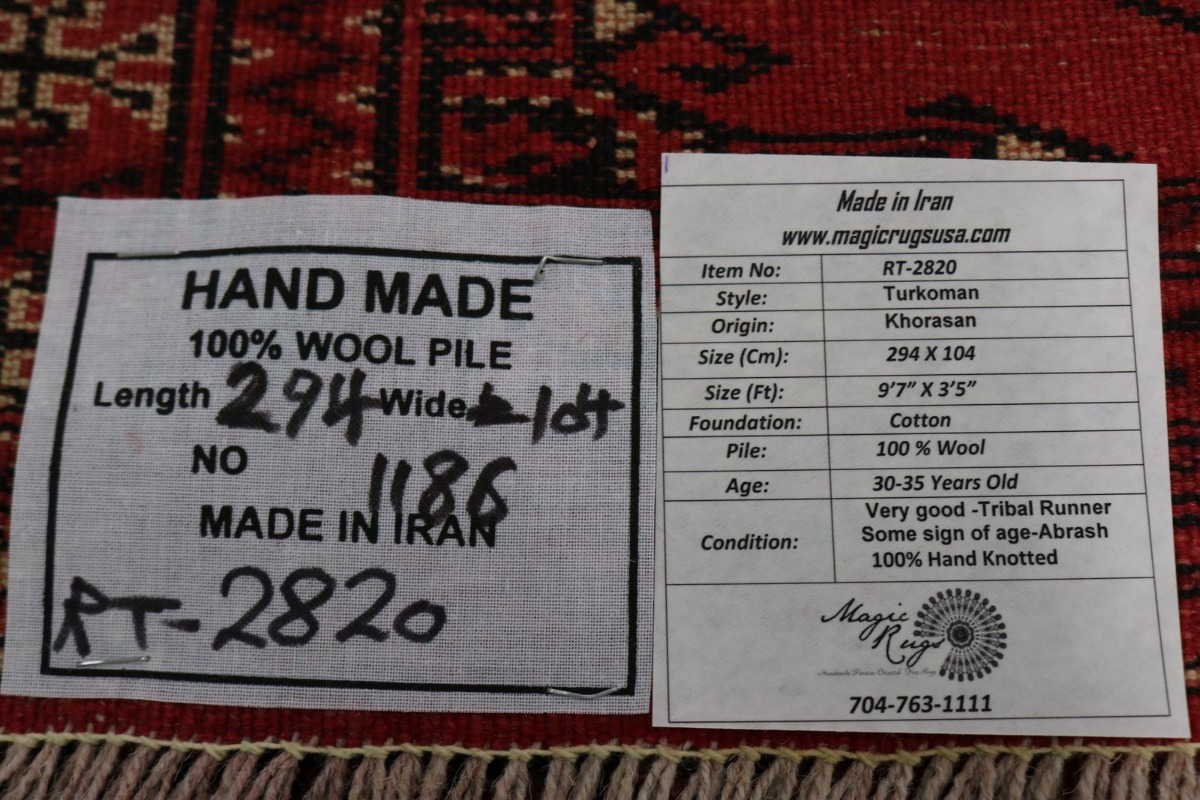 HAND MADE
100% WOOL PILE
Length 294 Wide 104
NO 1186
MADE IN IRAN
RT-2820
Made in Iran
www.magicrugsusa.com
Item No: RT-2820
Style: Turkoman
Origin: Khorasan
Size (Cm): 294 X 104
Size (Ft): 9'7" X 3'5"
Foundation: Cotton
Pile: 100 % Wool
Age: 30-35 Years Old
Condition: Very good -Tribal Runner
Some sign of age-Abrash
100% Hand Knotted
Magic
Rugs
704-763-1111